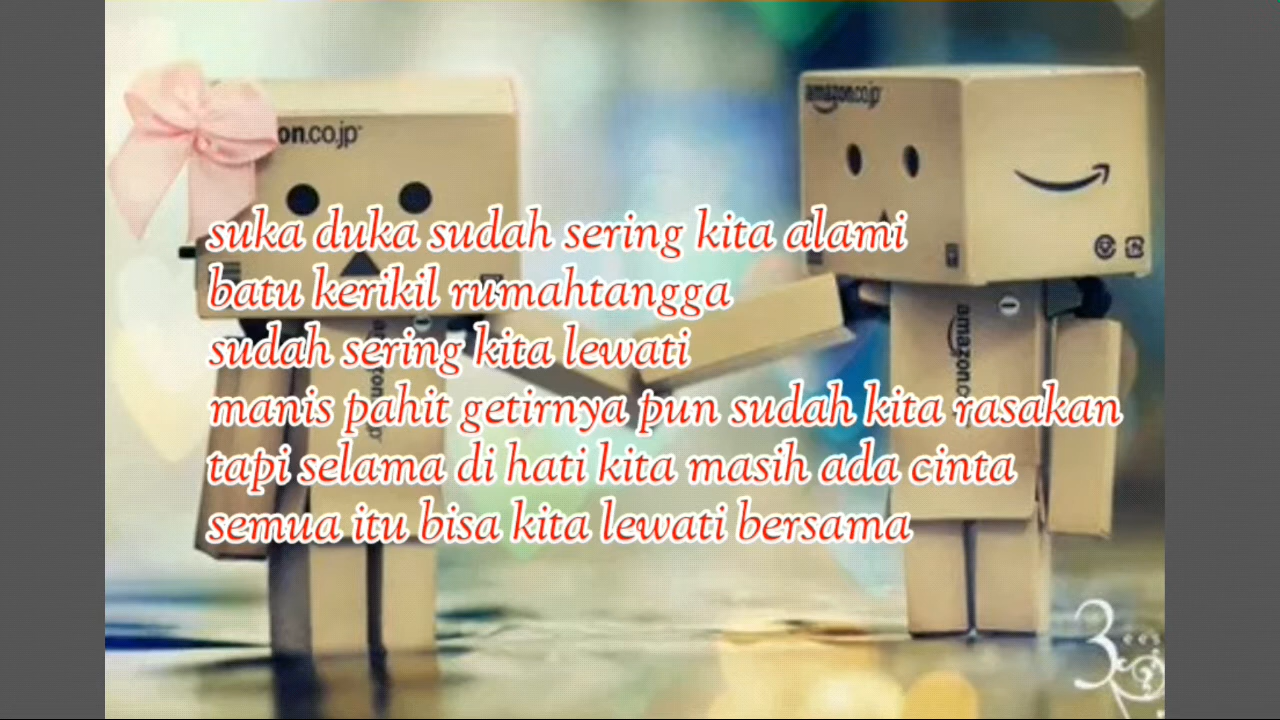 amazon.co.jp
on.co.jp
suka duka sudah sering kita alami
batu kerikil rumahtangga
sudah sering kita lewati
manis pahit getirnya pun sudah kita rasakan
tapi selama di hati kita masih ada cinta
semua itu bisa kita lewati bersama
amazon.c